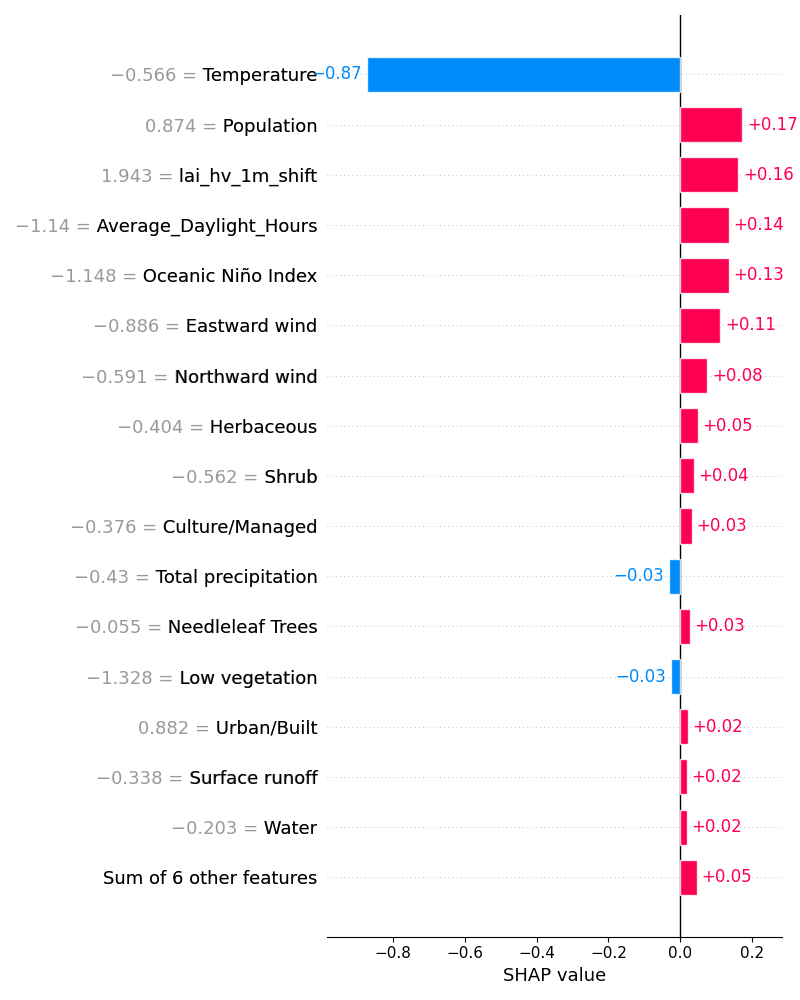 −0.566 = Temperature −0.87
0.874 = Population +0.17
1.943 = lai_hv_1m_shift +0.16
−1.14 = Average_Daylight_Hours +0.14
−1.148 = Oceanic Niño Index +0.13
−0.886 = Eastward wind +0.11
−0.591 = Northward wind +0.08
−0.404 = Herbaceous +0.05
−0.562 = Shrub +0.04
−0.376 = Culture/Managed +0.03
−0.43 = Total precipitation −0.03
−0.055 = Needleleaf Trees +0.03
−1.328 = Low vegetation −0.03
0.882 = Urban/Built +0.02
−0.338 = Surface runoff +0.02
−0.203 = Water +0.02
Sum of 6 other features +0.05
−0.8 −0.6 −0.4 −0.2 0.0 0.2
SHAP value